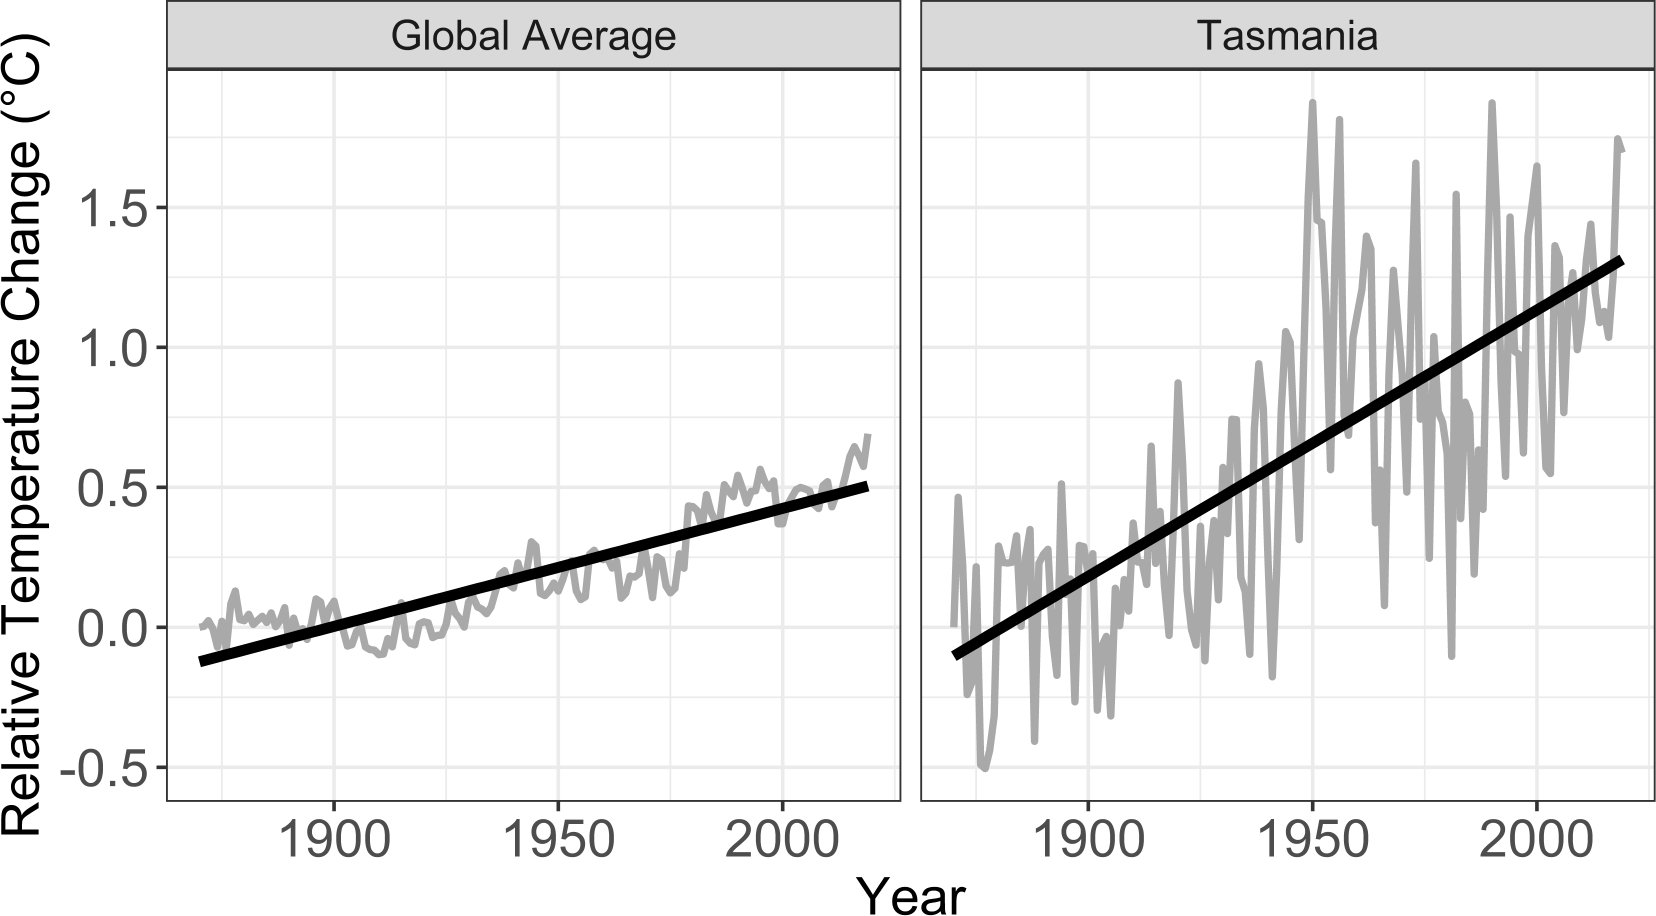 Global Average
Tasmania
Relative Temperature Change (°C)
1.5
1.0
0.5
0.0
-0.5
1900 1950 2000
1900 1950 2000
Year